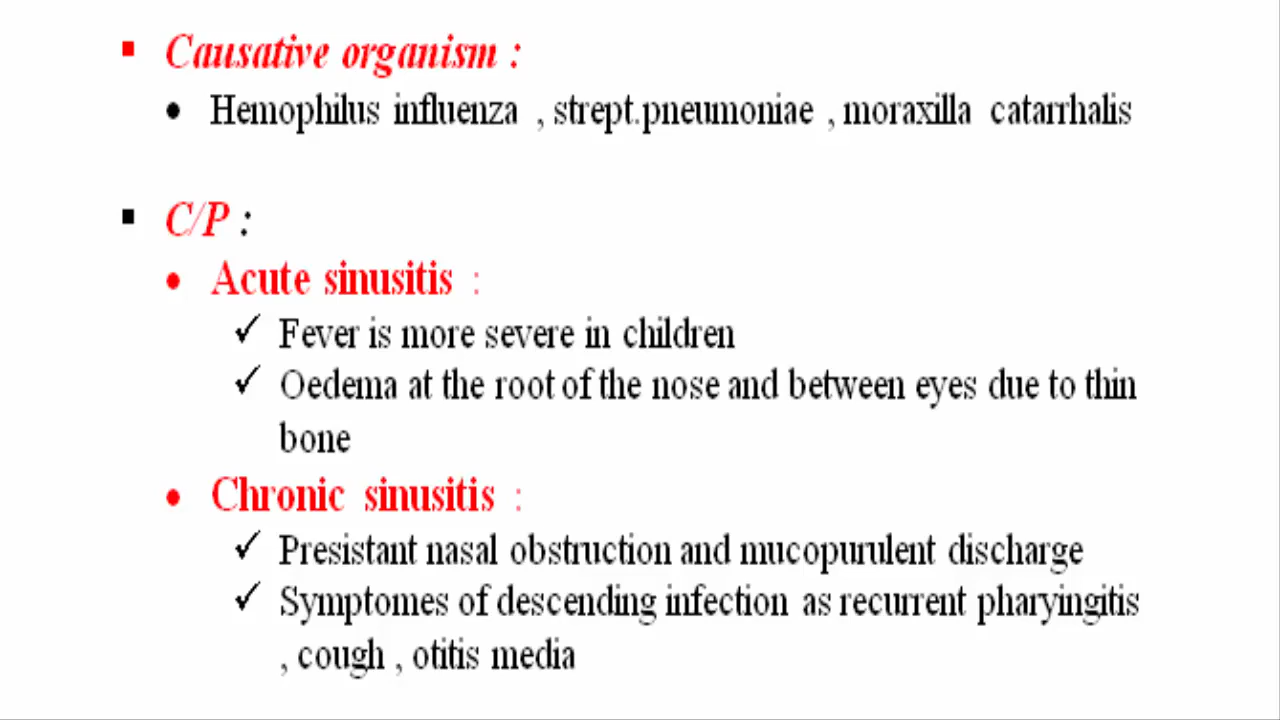 ▪ Causative organism :
• Hemophilus influenza , strept.pneumoniae , moraxilla catarrhalis
▪ C/P :
• Acute sinusitis :
✓ Fever is more severe in children
✓ Oedema at the root of the nose and between eyes due to thin
bone
• Chronic sinusitis :
✓ Presistant nasal obstruction and mucopurulent discharge
✓ Symptomes of descending infection as recurrent pharyingitis
, cough , otitis media